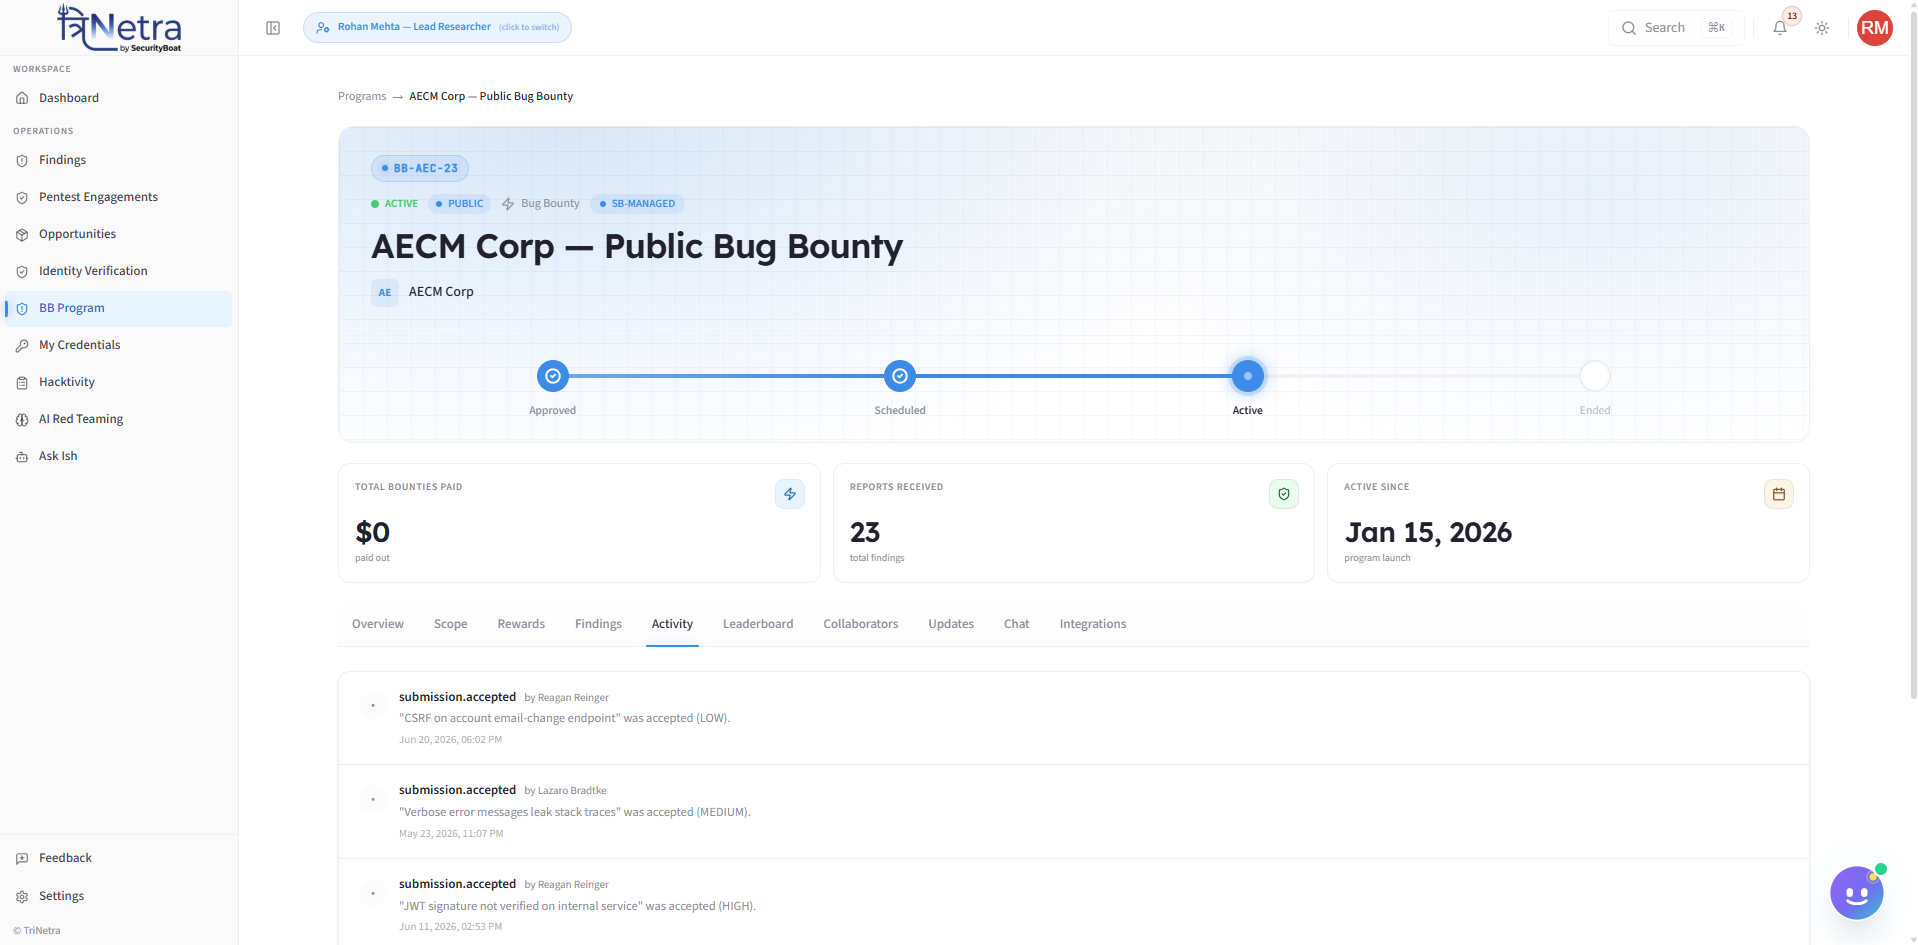 त्रिNetra
by SecurityBoat
Rohan Mehta — Lead Researcher (click to switch)
Search ⌘K
13
RM
WORKSPACE
Dashboard
OPERATIONS
Findings
Pentest Engagements
Opportunities
Identity Verification
BB Program
My Credentials
Hacktivity
AI Red Teaming
Ask Ish
Feedback
Settings
© TriNetra
Programs → AECM Corp — Public Bug Bounty
BB-AEC-23
ACTIVE PUBLIC Bug Bounty SB-MANAGED
AECM Corp — Public Bug Bounty
AE AECM Corp
Approved Scheduled Active Ended
TOTAL BOUNTIES PAID
$0
paid out
REPORTS RECEIVED
23
total findings
ACTIVE SINCE
Jan 15, 2026
program launch
Overview Scope Rewards Findings Activity Leaderboard Collaborators Updates Chat Integrations
submission.accepted by Reagan Reinger
"CSRF on account email-change endpoint" was accepted (LOW).
Jun 20, 2026, 06:02 PM
submission.accepted by Lazaro Bradtke
"Verbose error messages leak stack traces" was accepted (MEDIUM).
May 23, 2026, 11:07 PM
submission.accepted by Reagan Reinger
"JWT signature not verified on internal service" was accepted (HIGH).
Jun 11, 2026, 02:53 PM